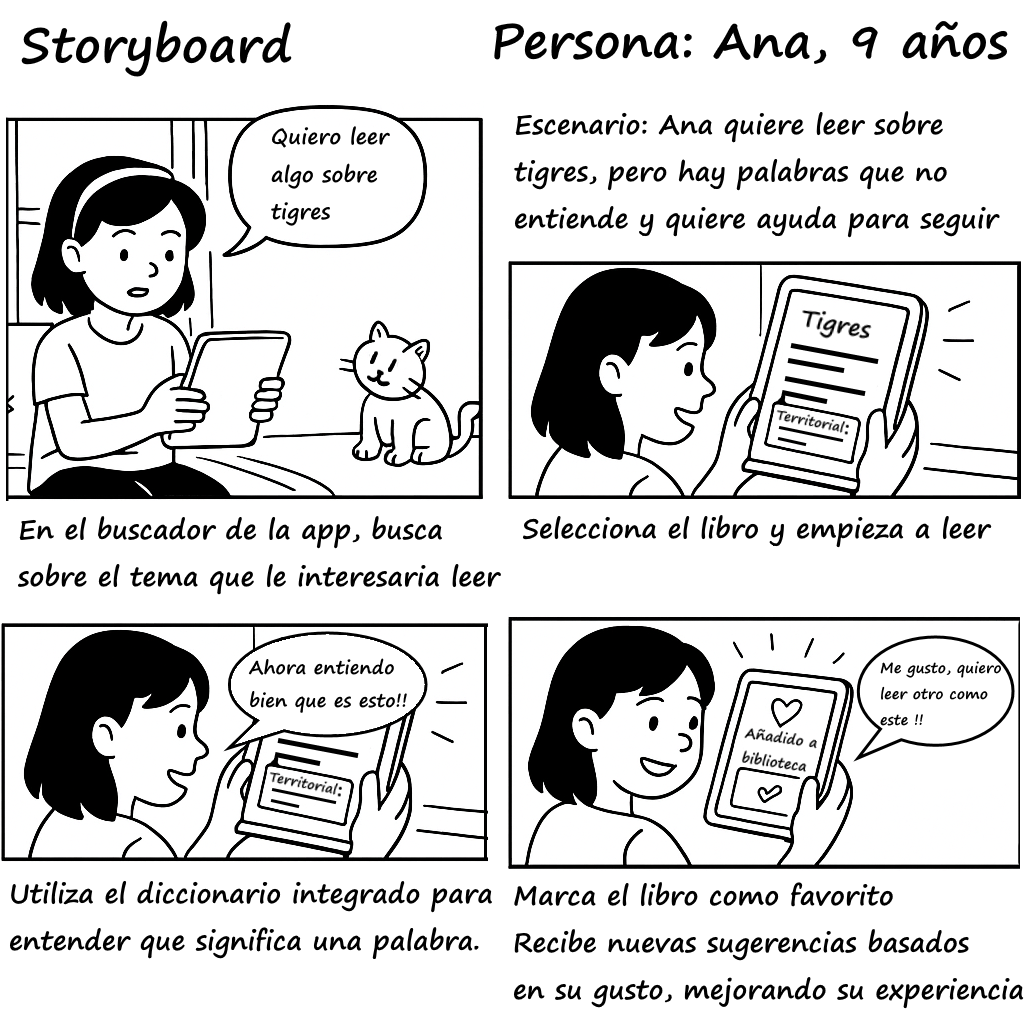 Storyboard
Persona: Ana, 9 años
Escenario: Ana quiere leer sobre
tigres, pero hay palabras que no
entiende y quiere ayuda para seguir
Quiero leer
algo sobre
tigres
En el buscador de la app, busca
sobre el tema que le interesaria leer
Tigres
Territorial:
Selecciona el libro y empieza a leer
Ahora entiendo
bien que es esto!!
Territorial:
Utiliza el diccionario integrado para
entender que significa una palabra.
Añadido a
biblioteca
Me gusto, quiero
leer otro como
este !!
Marca el libro como favorito
Recibe nuevas sugerencias basados
en su gusto, mejorando su experiencia